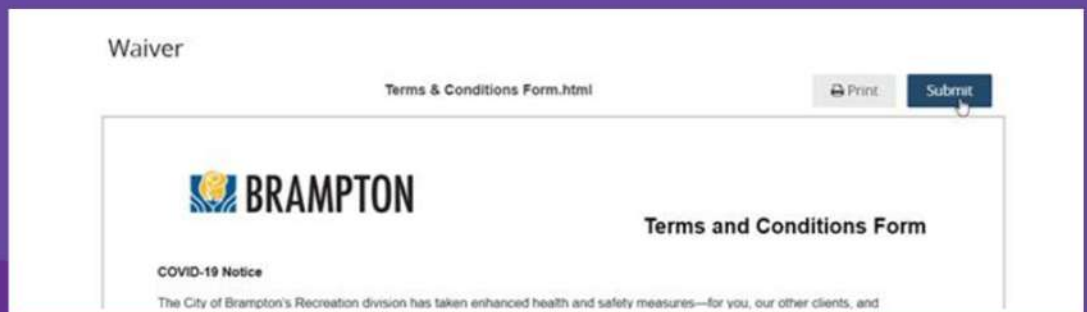 Waiver
Terms & Conditions Form.html
Print
Submit
BRAMPTON
Terms and Conditions Form
COVID-19 Notice
The City of Brampton's Recreation division has taken enhanced health and safety measures—for you, our other clients, and